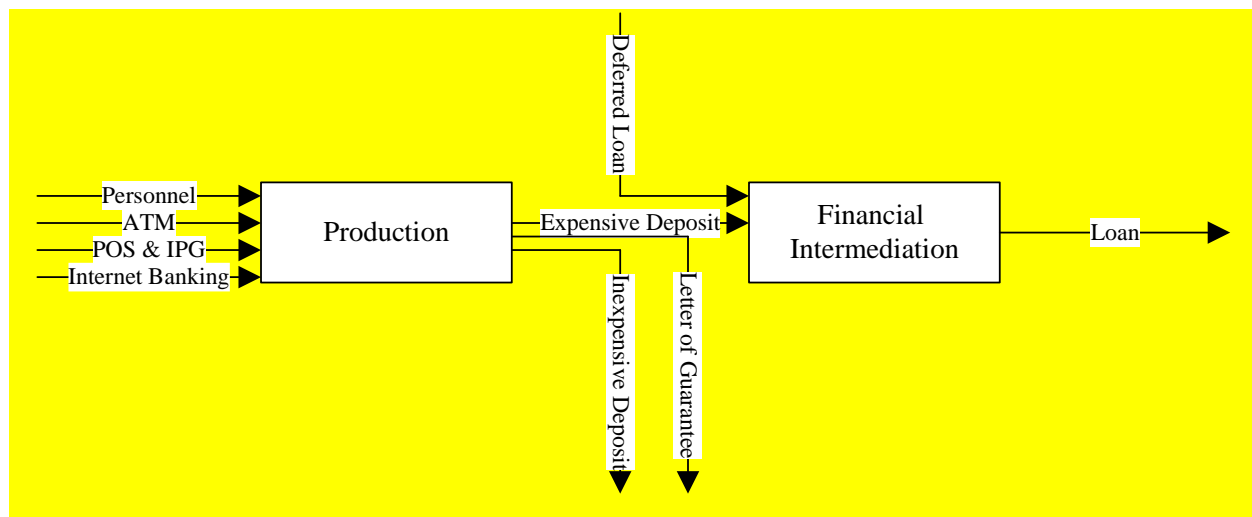 Deferred Loan
Personnel
ATM
POS & IPG
Internet Banking
Production
Expensive Deposit
Inexpensive Deposit
Letter of Guarantee
Financial
Intermediation
Loan